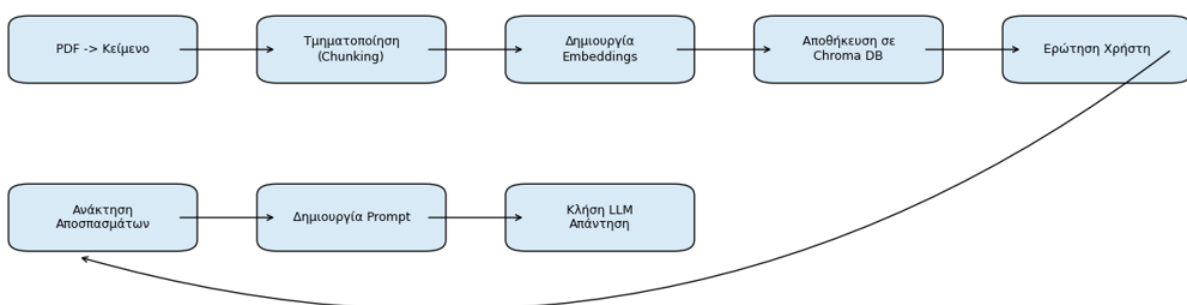 PDF -> Κείμενο
Τμηματοποίηση
(Chunking)
Δημιουργία
Embeddings
Αποθήκευση σε
Chroma DB
Ερώτηση Χρήστη
Ανάκτηση
Αποσπασμάτων
Δημιουργία Prompt
Κλήση LLM
Απάντηση